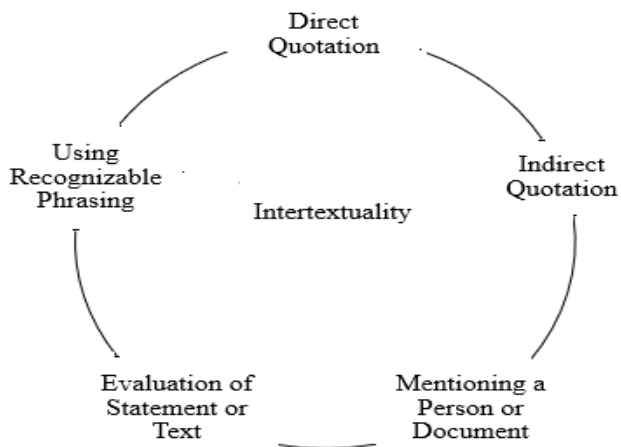 Direct
Quotation
Using
Recognizable
Phrasing
Indirect
Quotation
Intertextuality
Evaluation of
Statement or
Text
Mentioning a
Person or
Document